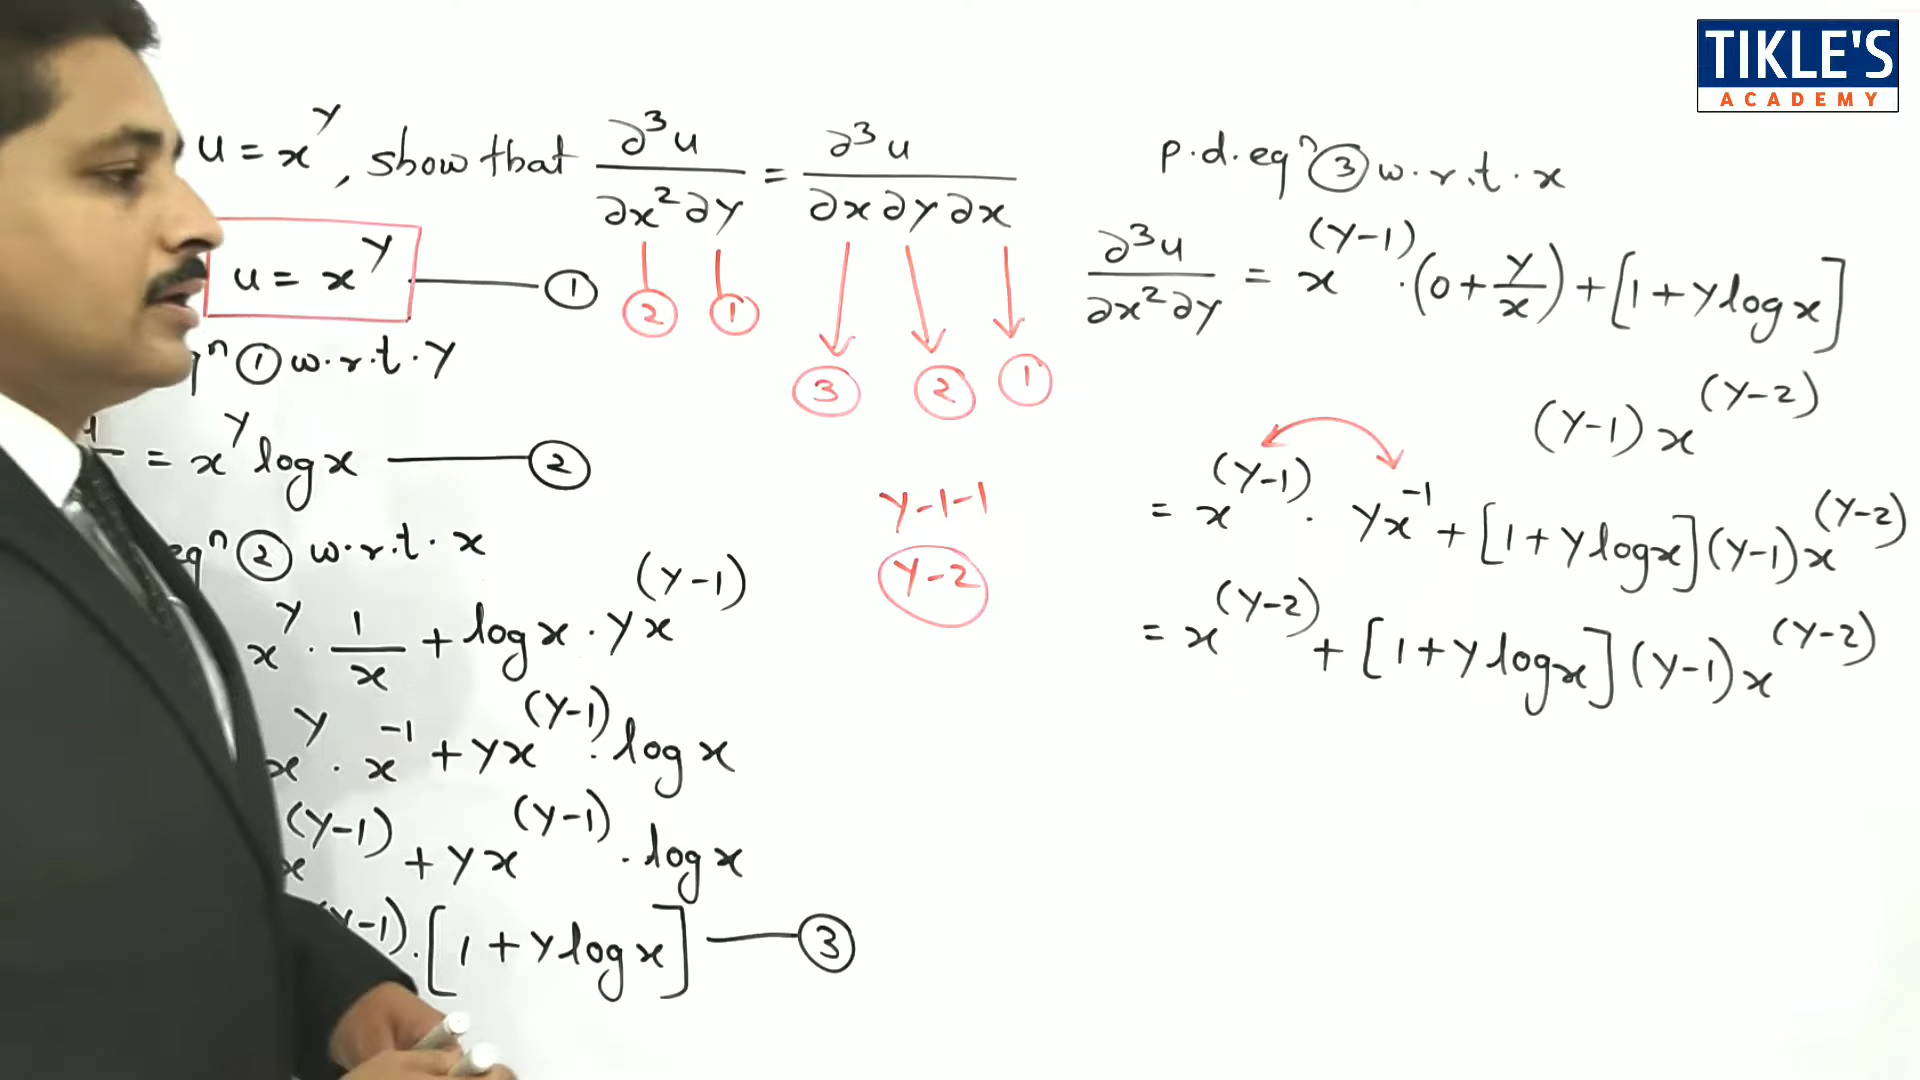 TIKLE'S
ACADEMY
u = x^y, show that ∂³u/∂x²∂y = ∂³u/∂x∂y∂x
② ① ③ ② ①
u = x^y ——— ①
qⁿ ① w.r.t. y
= x^y log x ——— ②
eqⁿ ② w.r.t. x
x^y · 1/x + log x · y x^(y-1)
x^y · x^-1 + y x^(y-1) · log x
x^(y-1) + y x^(y-1) · log x
(y-1) · [1 + y log x] ——— ③
y-1-1
y-2
p.d.eqⁿ ③ w.r.t. x
∂³u/∂x²∂y = x^(y-1) · (0 + y/x) + [1 + y log x]
(y-1) x^(y-2)
= x^(y-1) · y x^-1 + [1 + y log x] (y-1) x^(y-2)
= x^(y-2) + [1 + y log x] (y-1) x^(y-2)